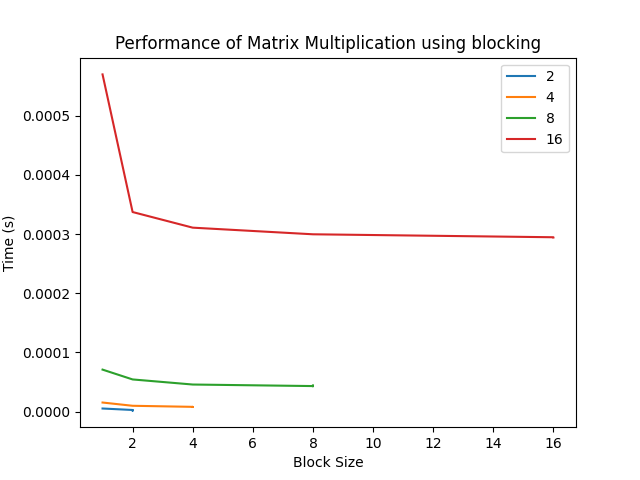 Performance of Matrix Multiplication using blocking
2
4
8
16
0.0005
0.0004
0.0003
0.0002
0.0001
0.0000
Time (s)
2 4 6 8 10 12 14 16
Block Size